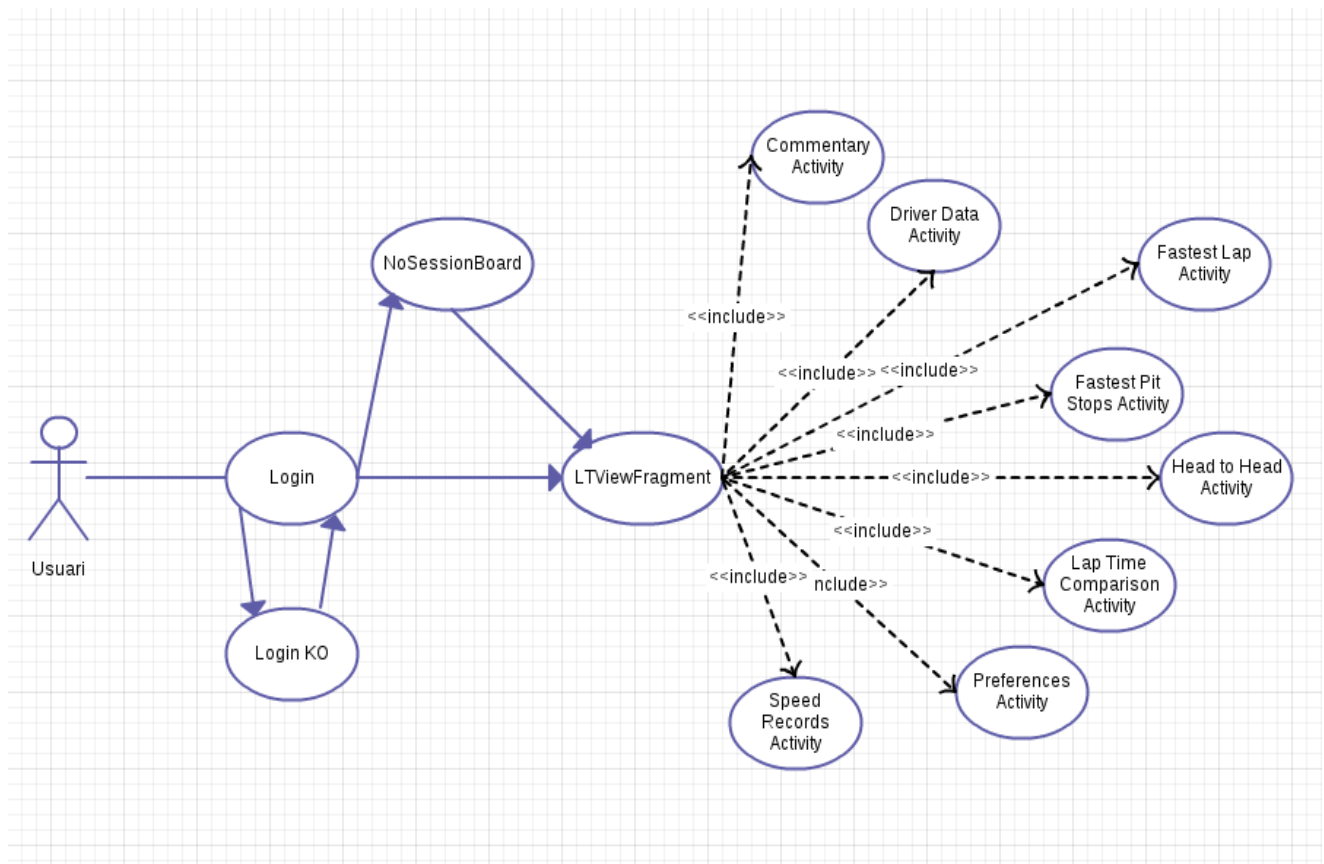 Commentary
Activity
Driver Data
Activity
NoSessionBoard
Fastest Lap
Activity
<<include>>
<<include>>
<<include>>
Fastest Pit
Stops Activity
<<include>>
Login
LTViewFragment
<<include>>
Head to Head
Activity
<<include>>
Usuari
<<include>>
nclude>>
Lap Time
Comparison
Activity
Login KO
Preferences
Activity
Speed
Records
Activity